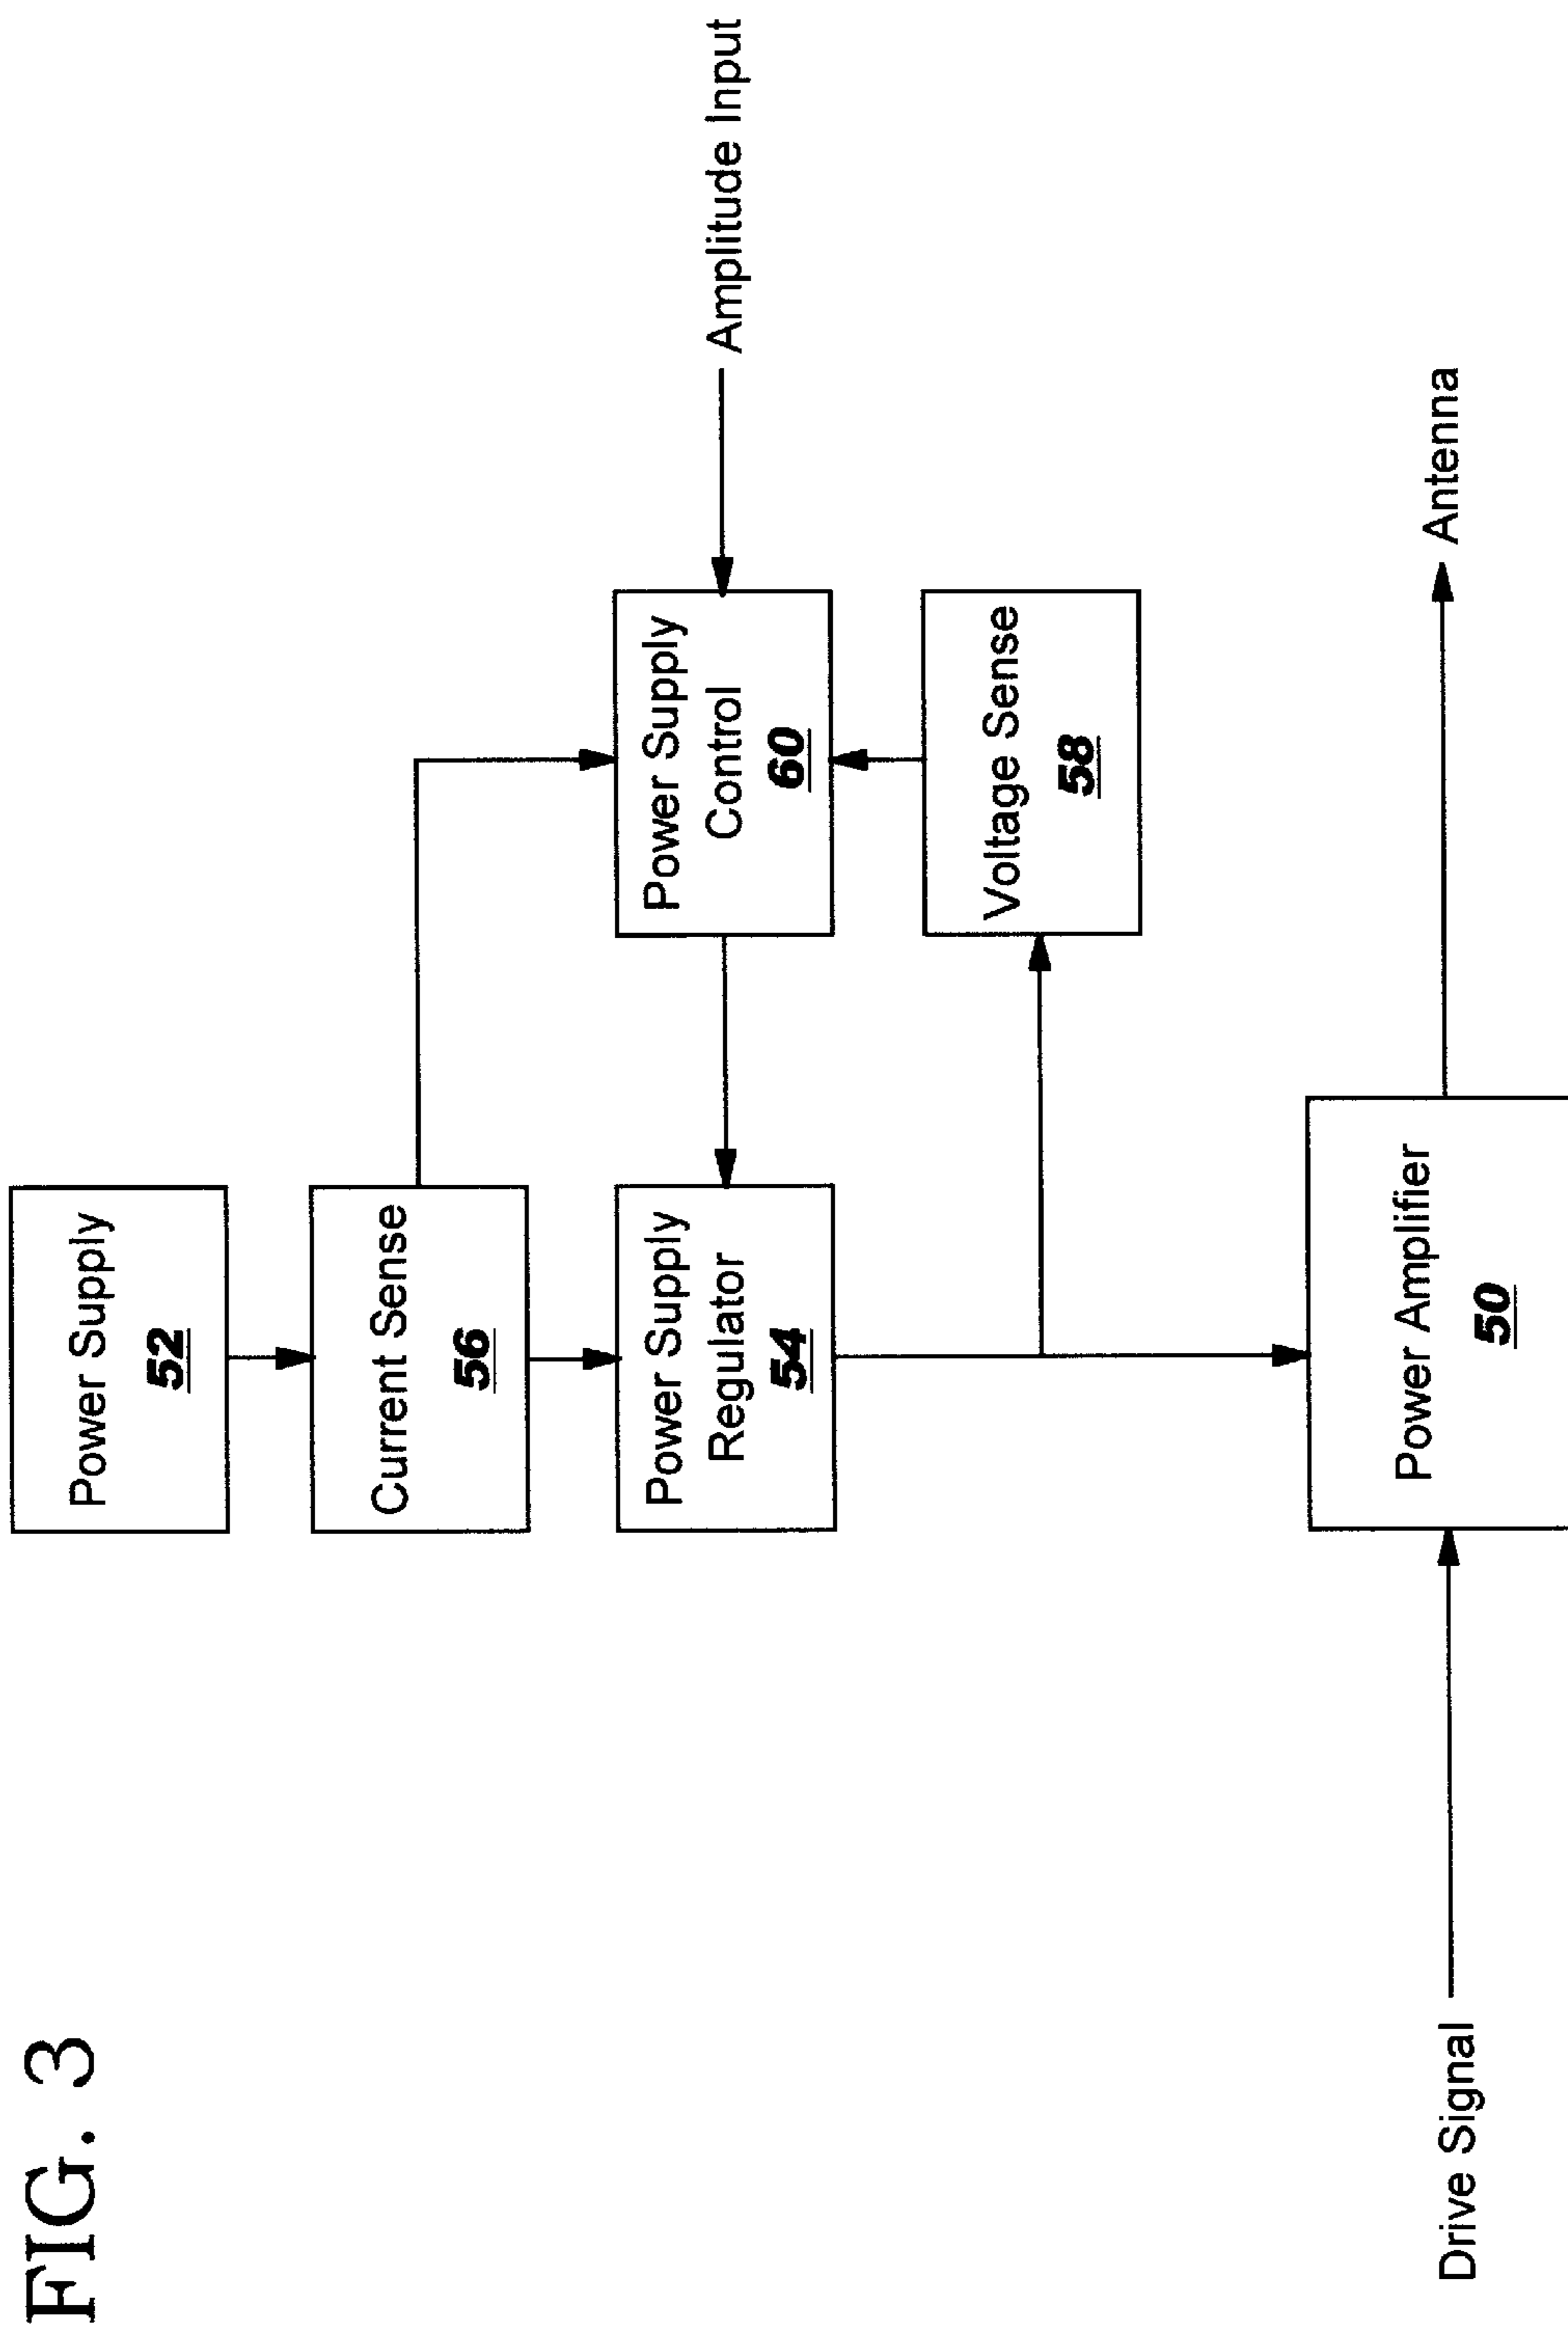 FIG. 3
Power Supply
52
Current Sense
56
Power Supply
Regulator
54
Power Supply
Control
60
Amplitude Input
Voltage Sense
58
Drive Signal
Power Amplifier
50
Antenna